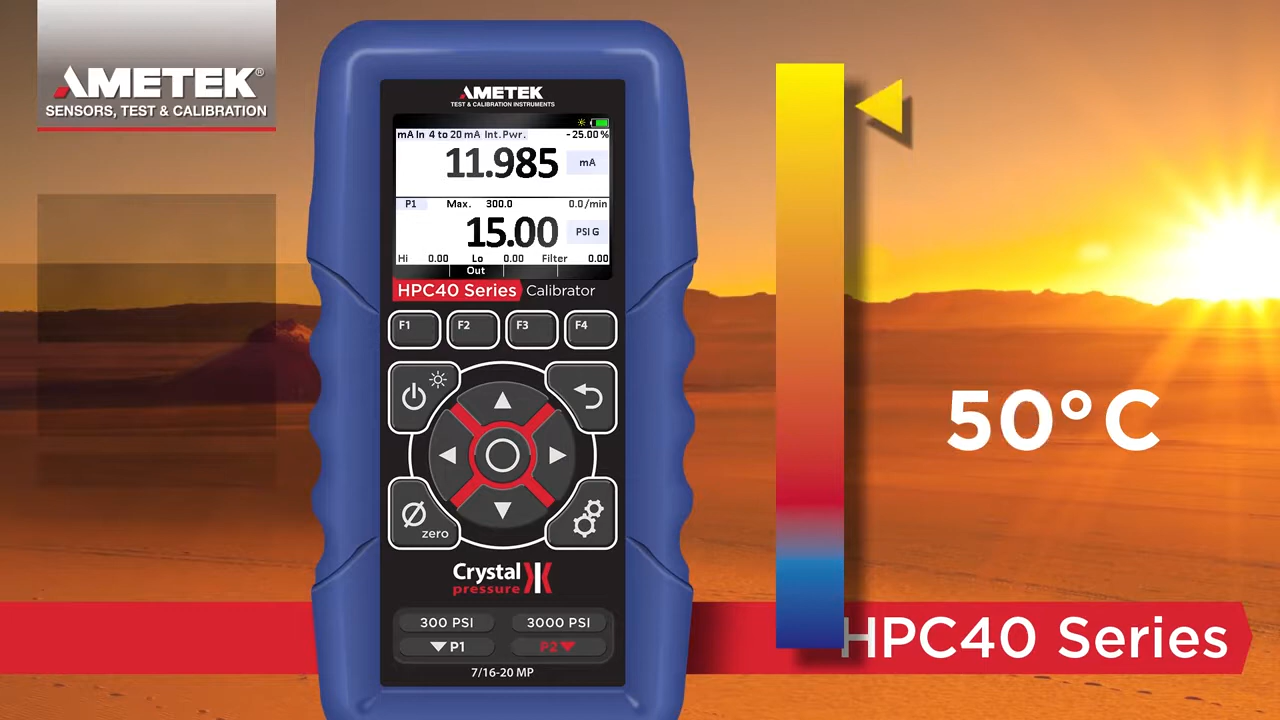 AMETEK®
SENSORS, TEST & CALIBRATION
AMETEK
TEST & CALIBRATION INSTRUMENTS
mA In 4 to 20 mA Int. Pwr. -25.00 %
11.985 mA
P1 Max. 300.0 0.0/min
15.00 PSI G
Hi 0.00 Lo 0.00 Filter 0.00
Out
HPC40 Series Calibrator
F1 F2 F3 F4
zero
Crystal
pressure
300 PSI 3000 PSI
P1 P2
7/16-20 MP
50°C
HPC40 Series